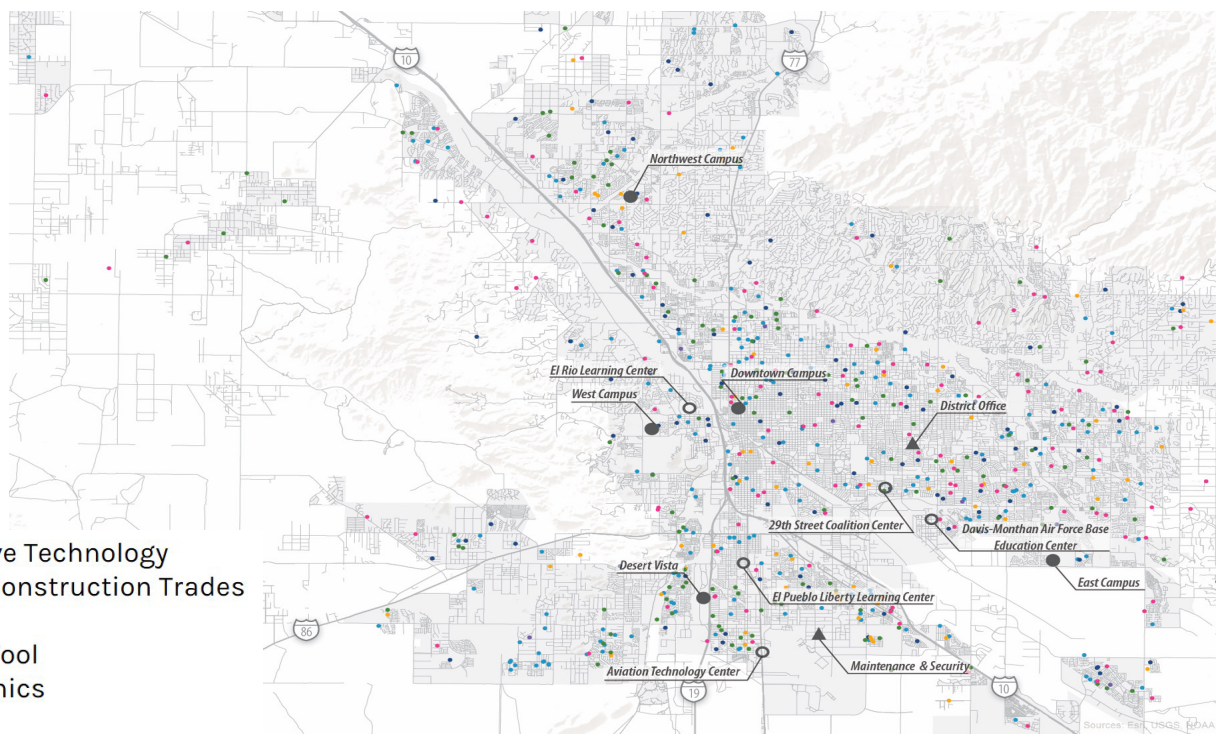 10
77
Northwest Campus
El Rio Learning Center
Downtown Campus
West Campus
District Office
29th Street Coalition Center
Davis-Monthan Air Force Base
Education Center
Desert Vista
East Campus
El Pueblo Liberty Learning Center
ve Technology
onstruction Trades
86
ool
nics
Aviation Technology Center
Maintenance & Security
19
10
Sources: Esri, USGS, NOAA